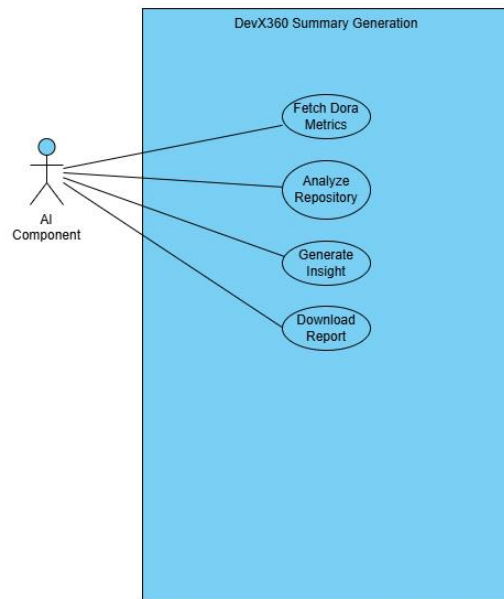 DevX360 Summary Generation
Fetch Dora
Metrics
Analyze
Repository
AI
Component
Generate
Insight
Download
Report